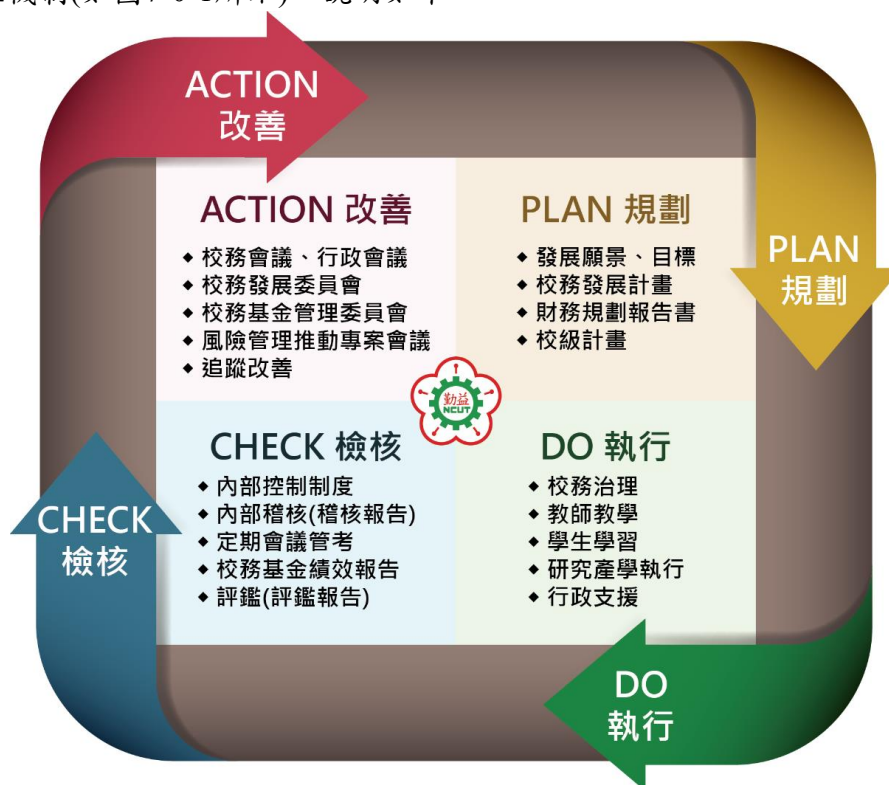 ACTION
改善
PLAN
規劃
ACTION 改善
◆ 校務會議、行政會議
◆ 校務發展委員會
◆ 校務基金管理委員會
◆ 風險管理推動專案會議
◆ 追蹤改善
PLAN 規劃
◆ 發展願景、目標
◆ 校務發展計畫
◆ 財務規劃報告書
◆ 校級計畫
勤益
NCUT
CHECK
檢核
CHECK 檢核
◆ 內部控制制度
◆ 內部稽核(稽核報告)
◆ 定期會議管考
◆ 校務基金績效報告
◆ 評鑑(評鑑報告)
DO 執行
◆ 校務治理
◆ 教師教學
◆ 學生學習
◆ 研究產學執行
◆ 行政支援
DO
執行